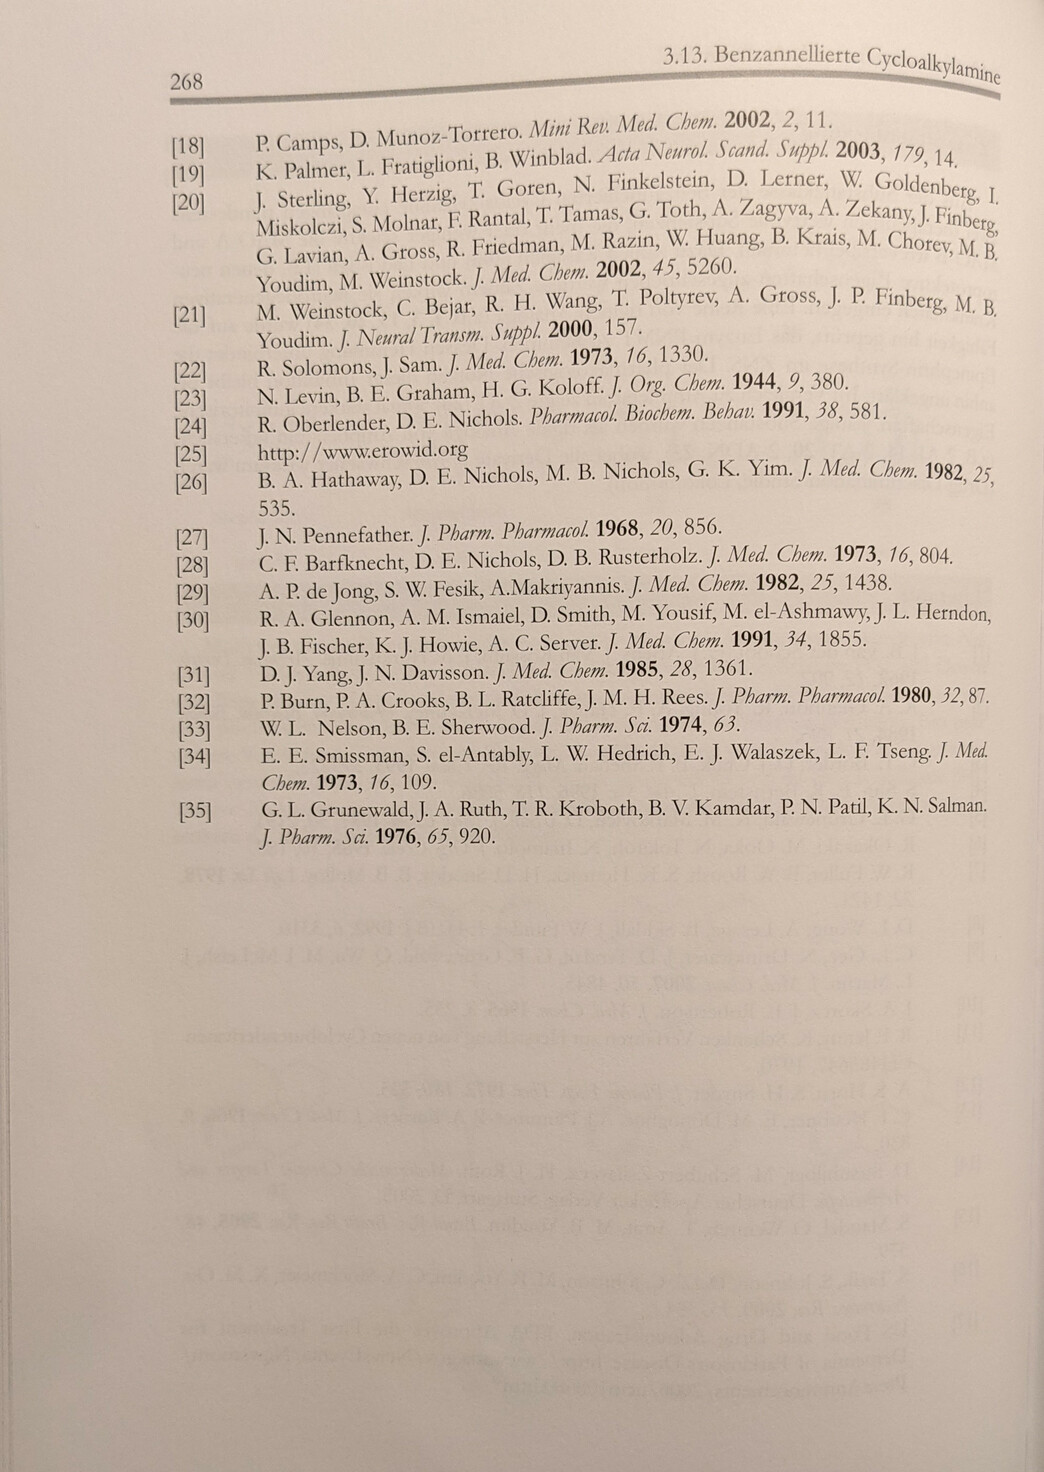 3.13. Benzannellierte Cycloalkylamine
268
[18] P. Camps, D. Munoz-Torrero. Mini Rev. Med. Chem. 2002, 2, 11.
[19] K. Palmer, L. Fratiglioni, B. Winblad. Acta Neurol. Scand. Suppl. 2003, 179, 14.
[20] J. Sterling, Y. Herzig, T. Goren, N. Finkelstein, D. Lerner, W. Goldenberg, I.
Miskolczi, S. Molnar, F. Rantal, T. Tamas, G. Toth, A. Zagyva, A. Zekany, J. Finberg,
G. Lavian, A. Gross, R. Friedman, M. Razin, W. Huang, B. Krais, M. Chorev, M. B.
Youdim, M. Weinstock. J. Med. Chem. 2002, 45, 5260.
[21] M. Weinstock, C. Bejar, R. H. Wang, T. Poltyrev, A. Gross, J. P. Finberg, M. B.
Youdim. J. Neural Transm. Suppl. 2000, 157.
[22] R. Solomons, J. Sam. J. Med. Chem. 1973, 16, 1330.
[23] N. Levin, B. E. Graham, H. G. Koloff. J. Org. Chem. 1944, 9, 380.
[24] R. Oberlender, D. E. Nichols. Pharmacol. Biochem. Behav. 1991, 38, 581.
[25] http://www.erowid.org
[26] B. A. Hathaway, D. E. Nichols, M. B. Nichols, G. K. Yim. J. Med. Chem. 1982, 25,
535.
[27] J. N. Pennefather. J. Pharm. Pharmacol. 1968, 20, 856.
[28] C. F. Barfknecht, D. E. Nichols, D. B. Rusterholz. J. Med. Chem. 1973, 16, 804.
[29] A. P. de Jong, S. W. Fesik, A.Makriyannis. J. Med. Chem. 1982, 25, 1438.
[30] R. A. Glennon, A. M. Ismaiel, D. Smith, M. Yousif, M. el-Ashmawy, J. L. Herndon,
J. B. Fischer, K. J. Howie, A. C. Server. J. Med. Chem. 1991, 34, 1855.
[31] D. J. Yang, J. N. Davisson. J. Med. Chem. 1985, 28, 1361.
[32] P. Burn, P. A. Crooks, B. L. Ratcliffe, J. M. H. Rees. J. Pharm. Pharmacol. 1980, 32, 87.
[33] W. L. Nelson, B. E. Sherwood. J. Pharm. Sci. 1974, 63.
[34] E. E. Smissman, S. el-Antably, L. W. Hedrich, E. J. Walaszek, L. F. Tseng. J. Med.
Chem. 1973, 16, 109.
[35] G. L. Grunewald, J. A. Ruth, T. R. Kroboth, B. V. Kamdar, P. N. Patil, K. N. Salman.
J. Pharm. Sci. 1976, 65, 920.